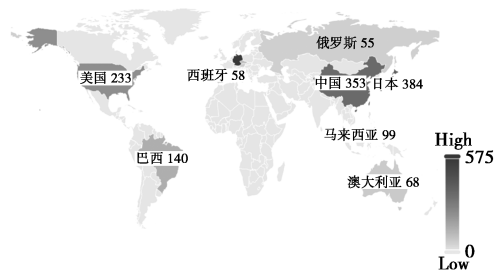 俄罗斯 55
美国 233
西班牙 58
中国 353
日本 384
马来西亚 99
巴西 140
澳大利亚 68
High
575
0
Low